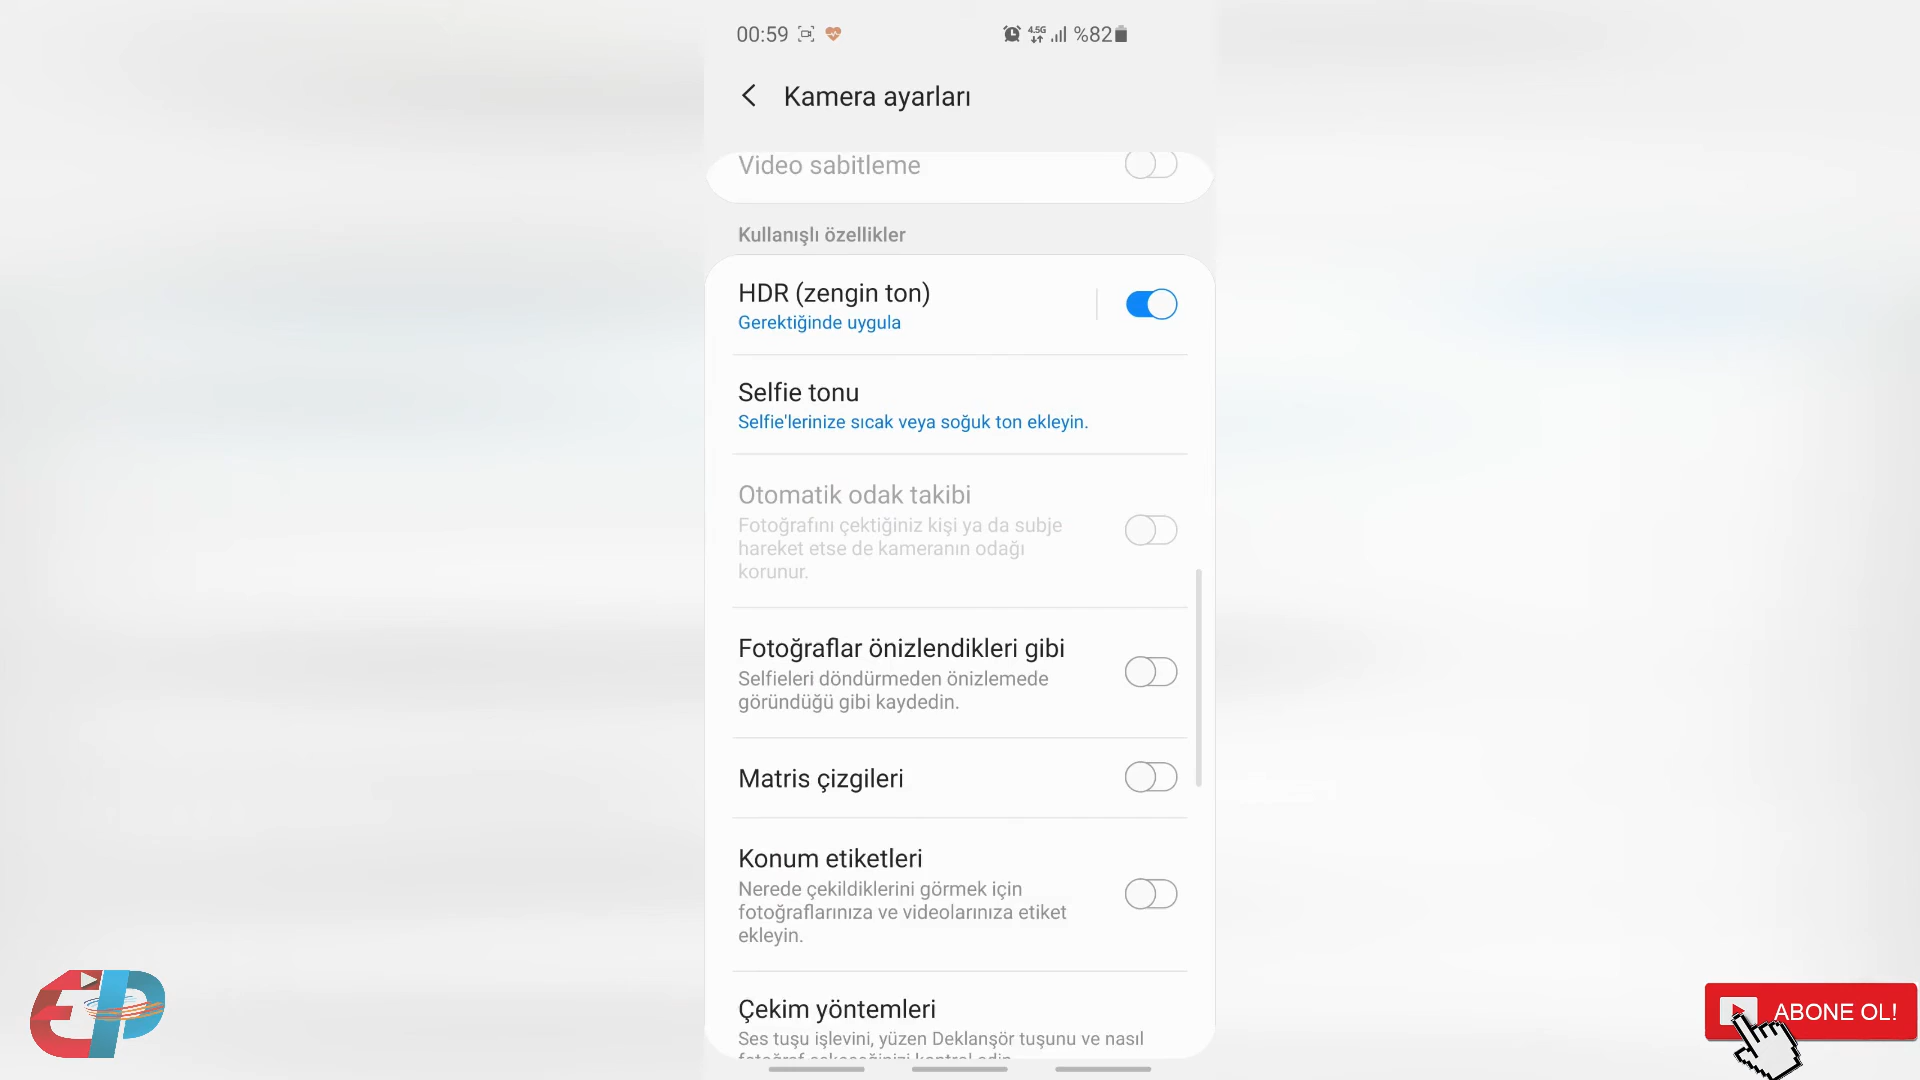 00:59 4.5G %82
Kamera ayarları
Video sabitleme
Kullanışlı özellikler
HDR (zengin ton)
Gerektiğinde uygula
Selfie tonu
Selfie'lerinize sıcak veya soğuk ton ekleyin.
Otomatik odak takibi
Fotoğrafını çektiğiniz kişi ya da subje
hareket etse de kameranın odağı
korunur.
Fotoğraflar önizlendikleri gibi
Selfieleri döndürmeden önizlemede
göründüğü gibi kaydedin.
Matris çizgileri
Konum etiketleri
Nerede çekildiklerini görmek için
fotoğraflarınıza ve videolarınıza etiket
ekleyin.
Çekim yöntemleri
Ses tuşu işlevini, yüzen Deklanşör tuşunu ve nasıl
EP
ABONE OL!